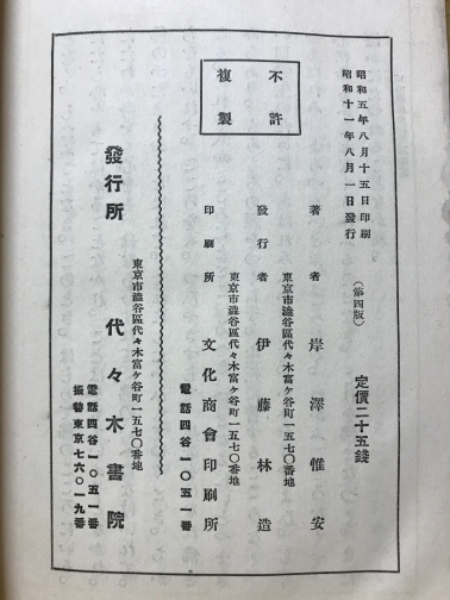 昭和五年八月十五日印刷
昭和十一年八月一日發行
（第四版）
定價二十五錢
不許
複製
著者 岸澤惟安
東京市澁谷區代々木富ケ谷町一五七〇番地
發行者 伊藤林造
東京市澁谷區代々木富ケ谷町一五七〇番地
印刷所 文化商會印刷所
電話四谷一〇五一番
東京市澁谷區代々木富ケ谷町一五七〇番地
發行所 代々木書院
電話四谷一〇五一番
振替東京七六〇一九番